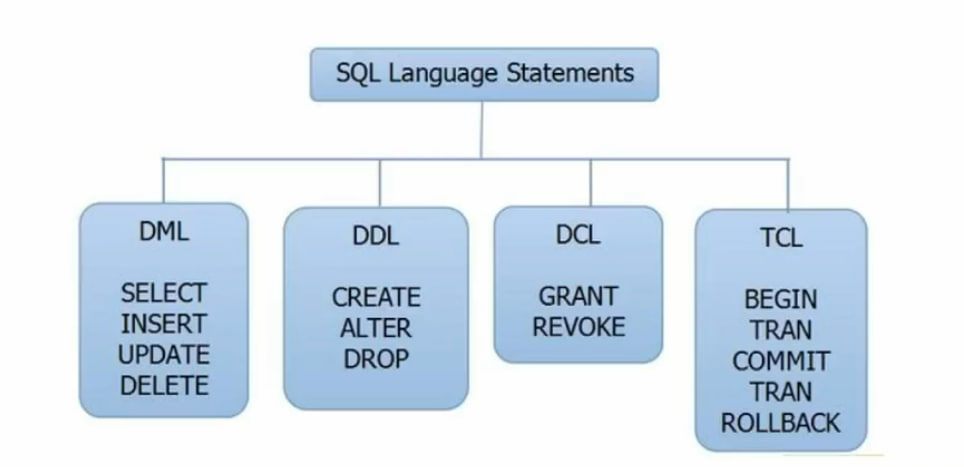 SQL Language Statements
DML
SELECT
INSERT
UPDATE
DELETE
DDL
CREATE
ALTER
DROP
DCL
GRANT
REVOKE
TCL
BEGIN
TRAN
COMMIT
TRAN
ROLLBACK